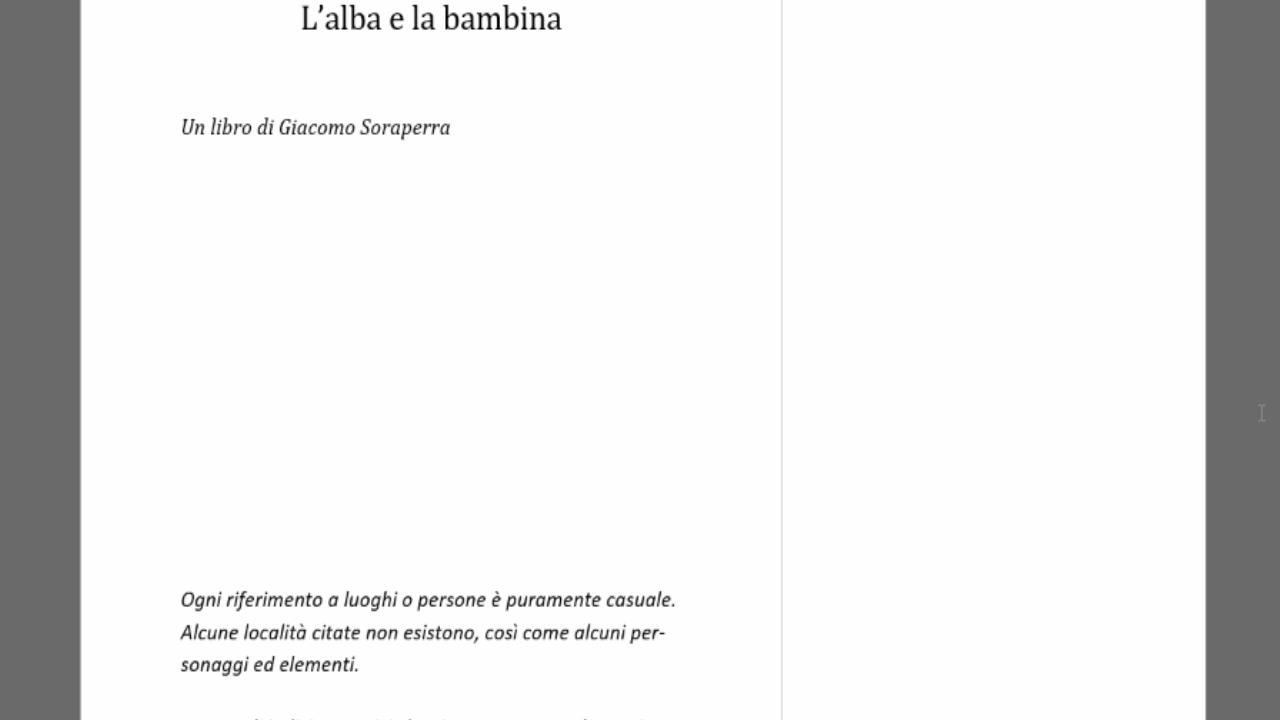 L’alba e la bambina
Un libro di Giacomo Soraperra
Ogni riferimento a luoghi o persone è puramente casuale.
Alcune località citate non esistono, così come alcuni per-
sonaggi ed elementi.